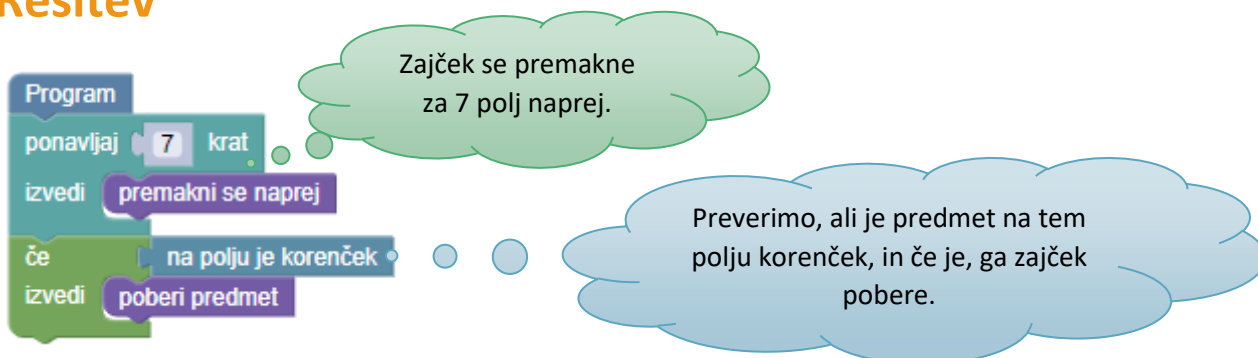 Rešitev
Zajček se premakne
za 7 polj naprej.
Program
ponavljaj 7 krat
izvedi premakni se naprej
če na polju je korenček
izvedi poberi predmet
Preverimo, ali je predmet na tem
polju korenček, in če je, ga zajček
pobere.